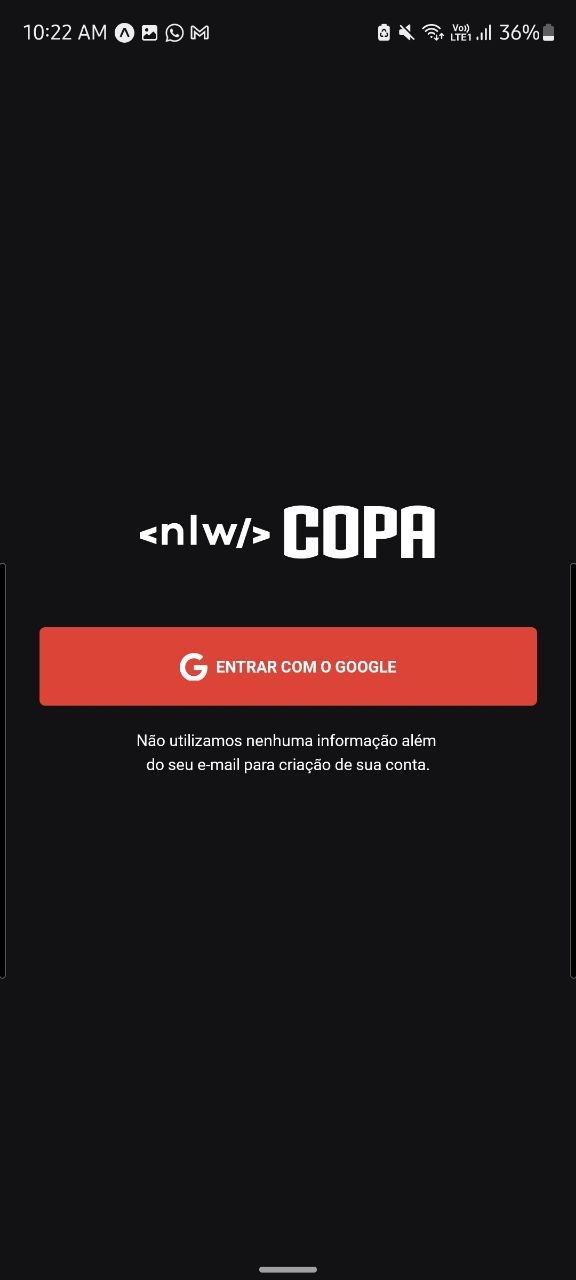 10:22 AM Vo) LTE1 36%
<nlw/> COPA
G ENTRAR COM O GOOGLE
Não utilizamos nenhuma informação além
do seu e-mail para criação de sua conta.